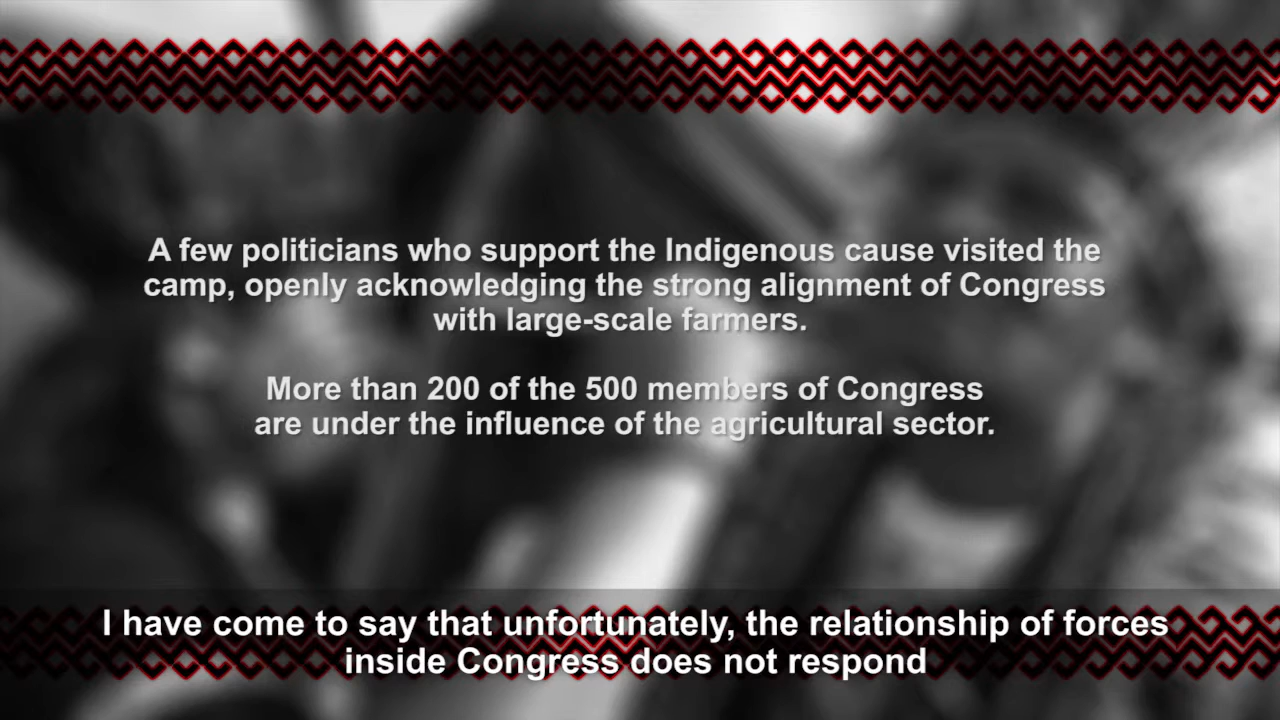 A few politicians who support the Indigenous cause visited the
camp, openly acknowledging the strong alignment of Congress
with large-scale farmers.
More than 200 of the 500 members of Congress
are under the influence of the agricultural sector.
I have come to say that unfortunately, the relationship of forces
inside Congress does not respond